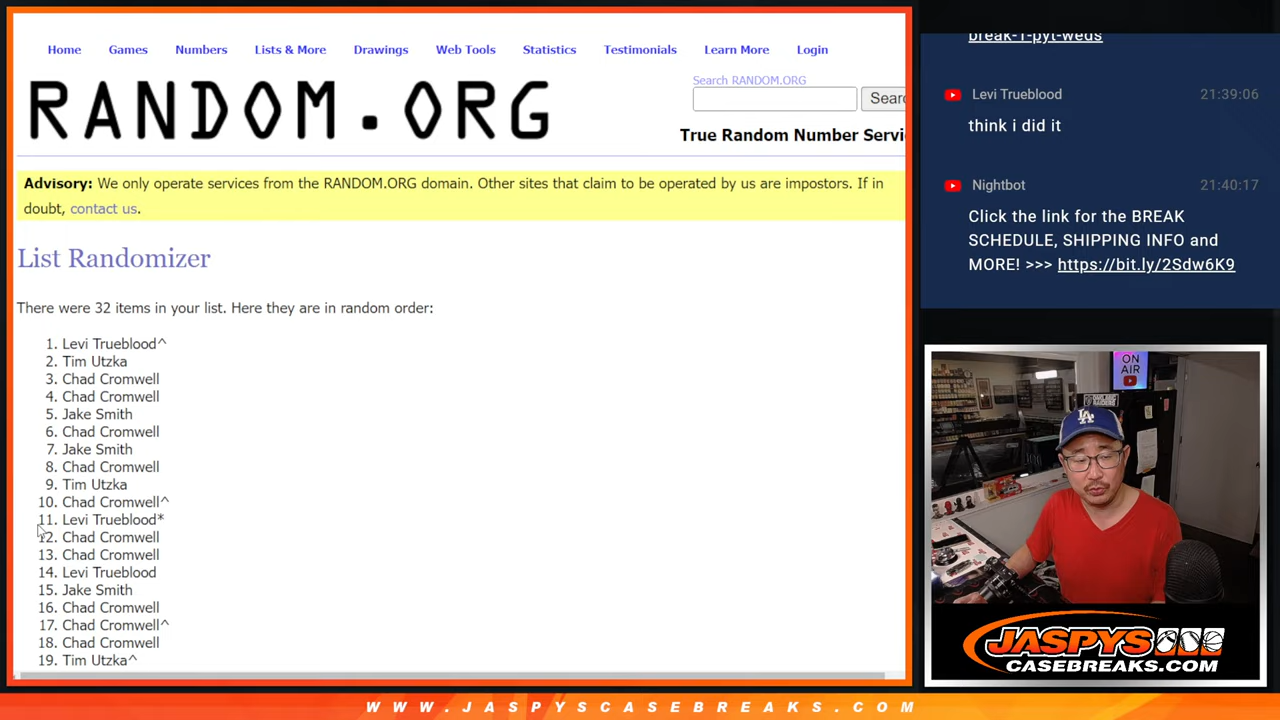 Home Games Numbers Lists & More Drawings Web Tools Statistics Testimonials Learn More Login
RANDOM.ORG
Search RANDOM.ORG
Searc
True Random Number Servi
Advisory: We only operate services from the RANDOM.ORG domain. Other sites that claim to be operated by us are impostors. If in
doubt, contact us.
List Randomizer
There were 32 items in your list. Here they are in random order:
1. Levi Trueblood^
2. Tim Utzka
3. Chad Cromwell
4. Chad Cromwell
5. Jake Smith
6. Chad Cromwell
7. Jake Smith
8. Chad Cromwell
9. Tim Utzka
10. Chad Cromwell^
11. Levi Trueblood*
12. Chad Cromwell
13. Chad Cromwell
14. Levi Trueblood
15. Jake Smith
16. Chad Cromwell
17. Chad Cromwell^
18. Chad Cromwell
19. Tim Utzka^
break-1-pyt-weds
Levi Trueblood 21:39:06
think i did it
Nightbot 21:40:17
Click the link for the BREAK
SCHEDULE, SHIPPING INFO and
MORE! >>> https://bit.ly/2Sdw6K9
ON
AIR
LA
JASPYS
CASEBREAKS.COM
WWW.JASPYSCASEBREAKS.COM